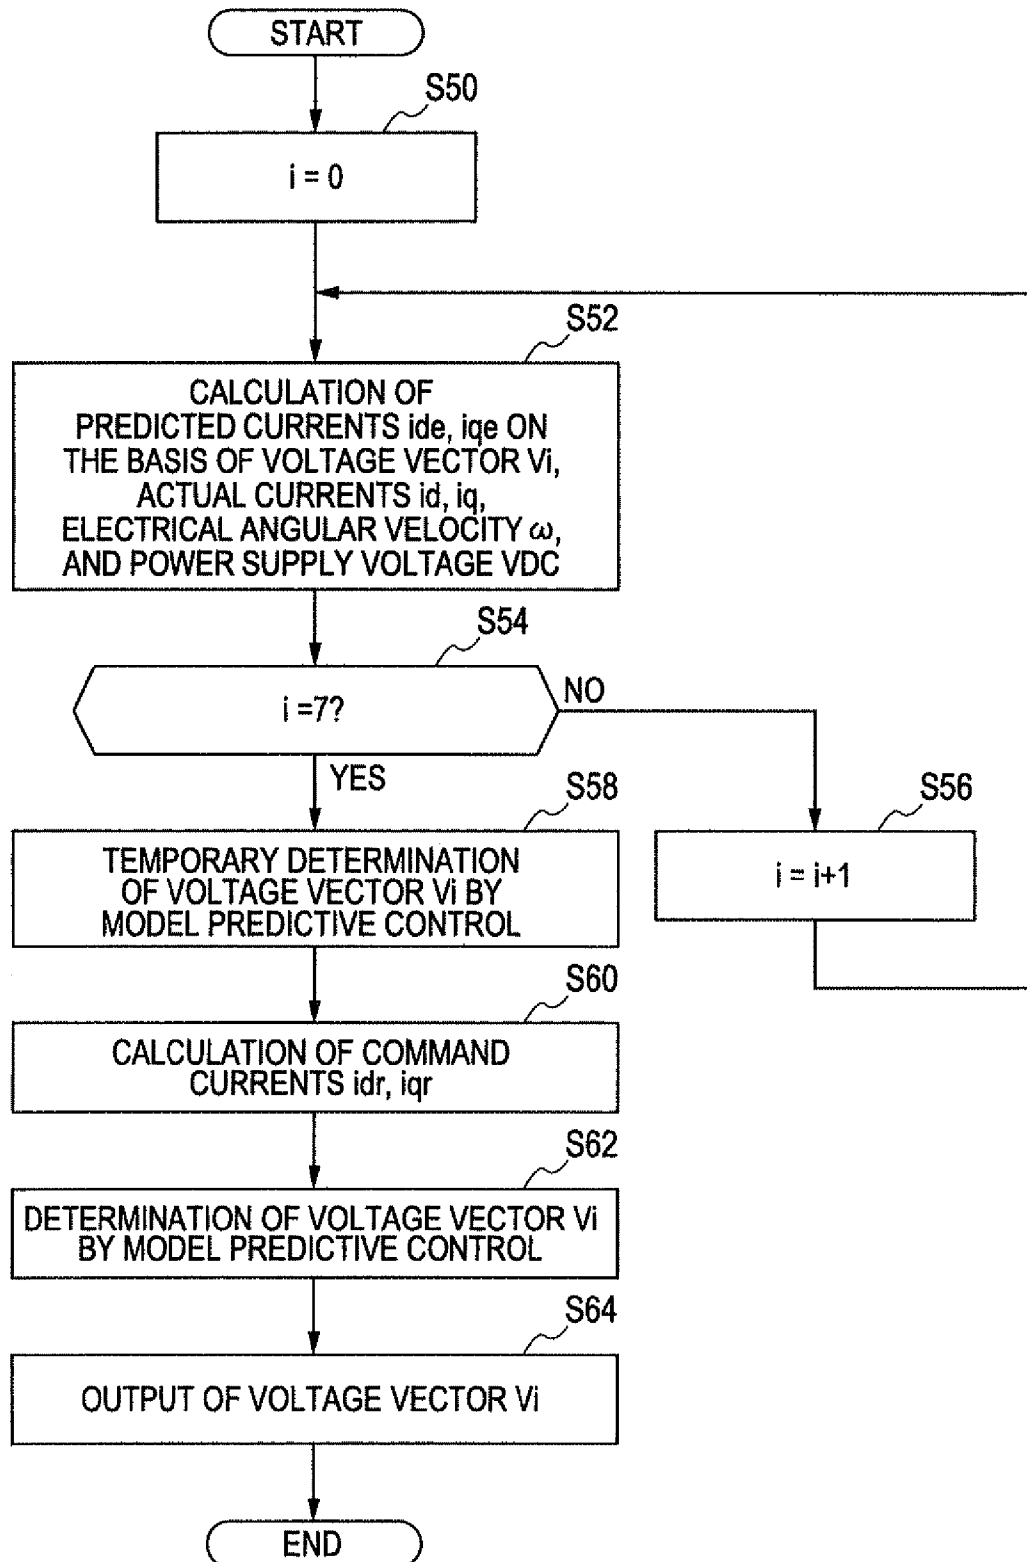 START
S50
i = 0
S52
CALCULATION OF
PREDICTED CURRENTS ide, iqe ON
THE BASIS OF VOLTAGE VECTOR Vi,
ACTUAL CURRENTS id, iq,
ELECTRICAL ANGULAR VELOCITY ω,
AND POWER SUPPLY VOLTAGE VDC
S54
i =7?
NO
YES
S56
i = i+1
S58
TEMPORARY DETERMINATION
OF VOLTAGE VECTOR Vi BY
MODEL PREDICTIVE CONTROL
S60
CALCULATION OF COMMAND
CURRENTS idr, iqr
S62
DETERMINATION OF VOLTAGE VECTOR Vi
BY MODEL PREDICTIVE CONTROL
S64
OUTPUT OF VOLTAGE VECTOR Vi
END